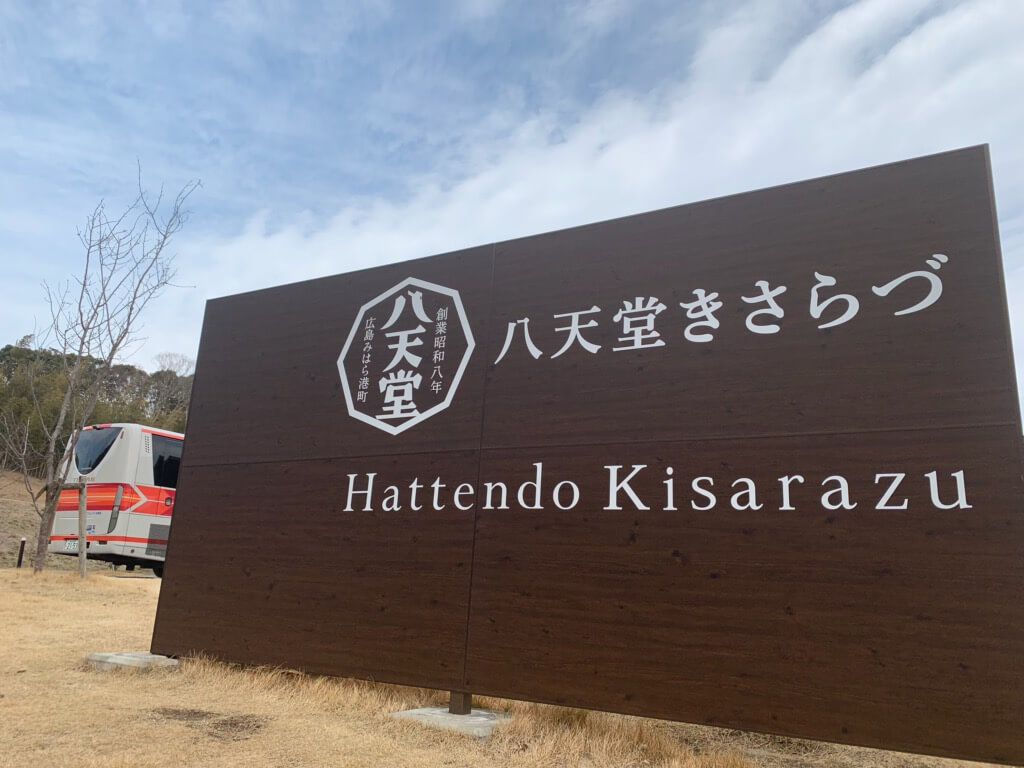 創業昭和八年
八天堂
広島みはら港町
八天堂きさらづ
Hattendo Kisarazu